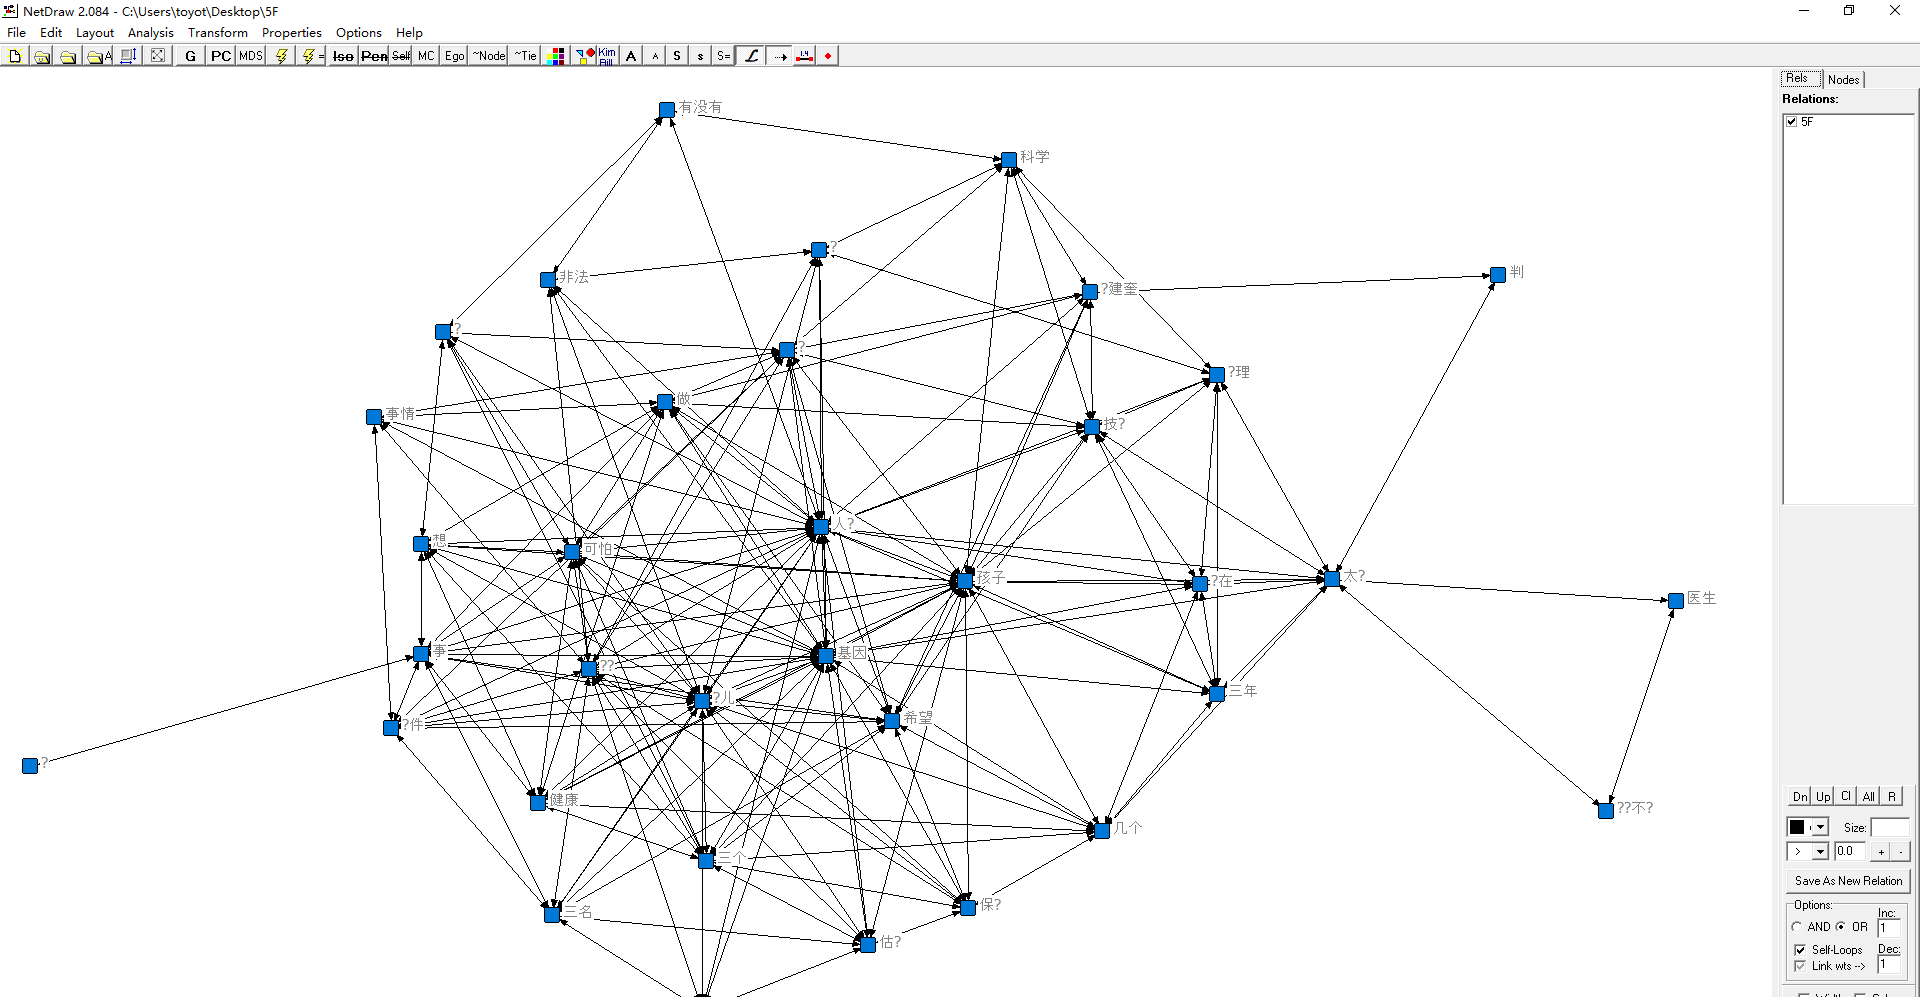 NetDraw 2.084 - C:\Users\toyot\Desktop\5F
File Edit Layout Analysis Transform Properties Options Help
G PC MDS = Iso Pen Self MC Ego ~Node ~Tie Kim Bill A A S s S= L
Rels Nodes
Relations:
5F
有没有
科学
?
判
非法
?建奎
?
?
?理
做
事情
技?
人?
想
可怕
孩子
?在
太?
医生
事
基因
??
三年
?儿
希望
?件
?
健康
??不?
几个
三个
保?
三名
估?
Dn Up Cl All R
Size:
> 0.0 + -
Save As New Relation
Options:
Inc:
AND OR 1
Self-Loops Dec:
Link wts --> 1